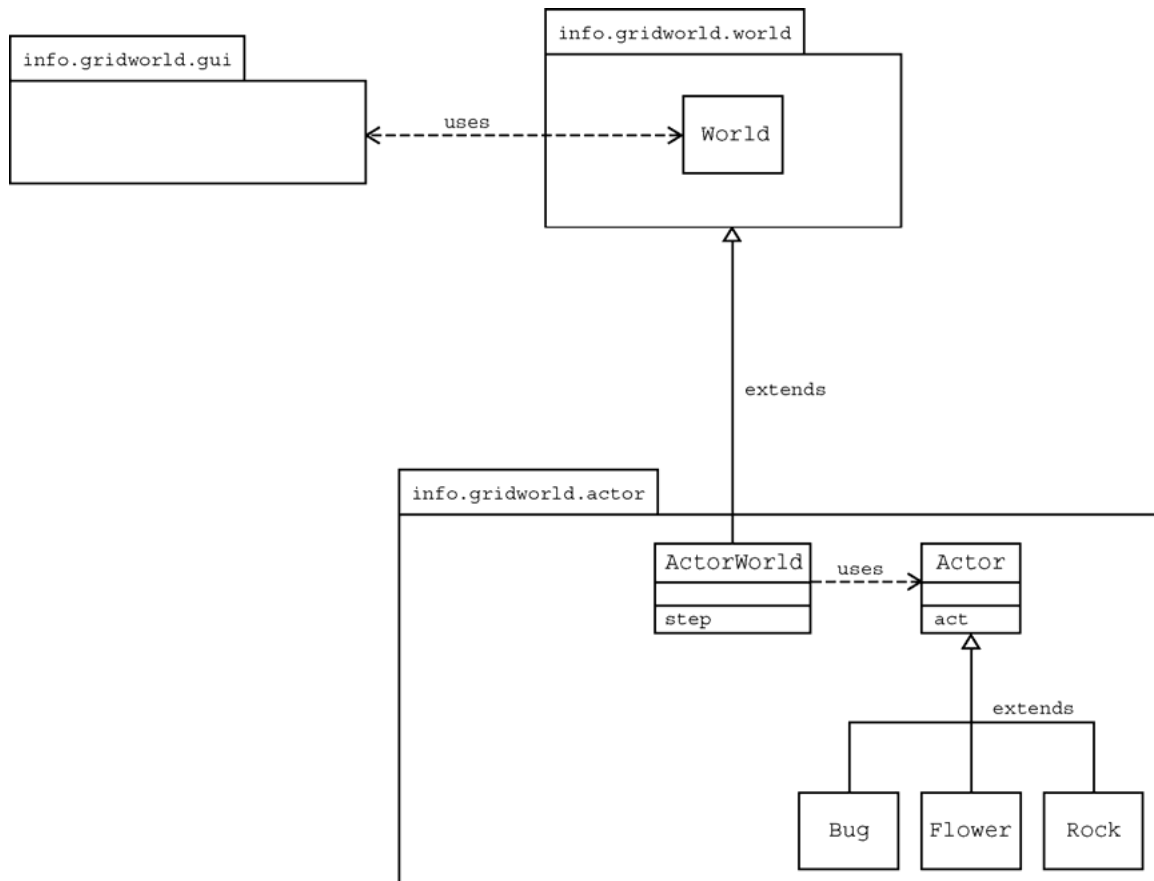 info.gridworld.world
info.gridworld.gui
uses
World
extends
info.gridworld.actor
ActorWorld
uses
Actor
step
act
extends
Bug
Flower
Rock